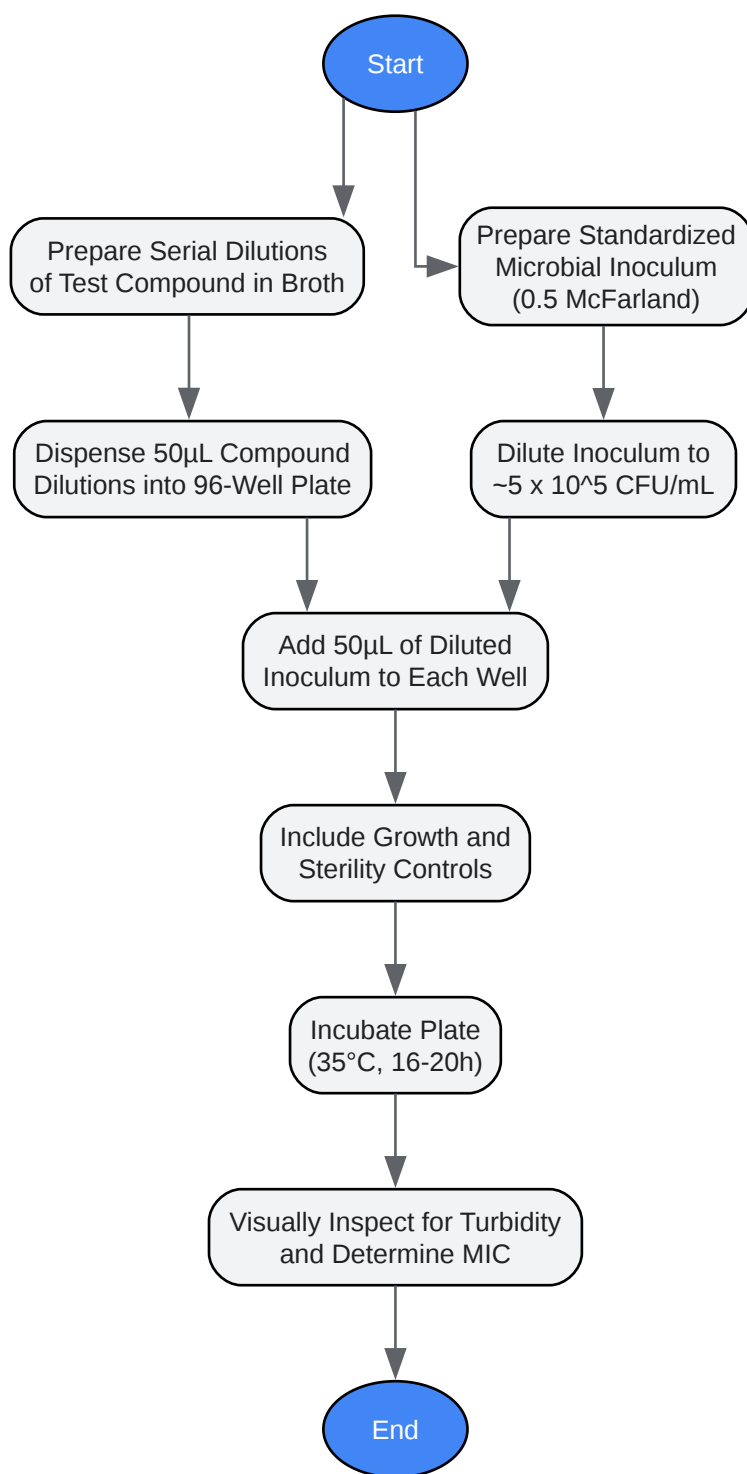 Start
Prepare Serial Dilutions
of Test Compound in Broth
Prepare Standardized
Microbial Inoculum
(0.5 McFarland)
Dispense 50µL Compound
Dilutions into 96-Well Plate
Dilute Inoculum to
~5 x 10^5 CFU/mL
Add 50µL of Diluted
Inoculum to Each Well
Include Growth and
Sterility Controls
Incubate Plate
(35°C, 16-20h)
Visually Inspect for Turbidity
and Determine MIC
End